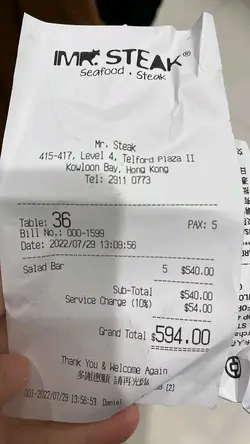 MR. STEAK®
Seafood • Steak
Mr. Steak
415-417, Level 4, Telford Plaza II
Kowloon Bay, Hong Kong
Tel: 2911 0773
Table: 36 PAX: 5
Bill No.: 000-1599
Date: 2022/07/29 13:09:56
Salad Bar 5 $540.00
Sub-Total $540.00
Service Charge (10%) $54.00
Grand Total $594.00
Thank You & Welcome Again
多謝惠顧 請再光臨
001-2022/07/29 13:56:53 Daniel [2]